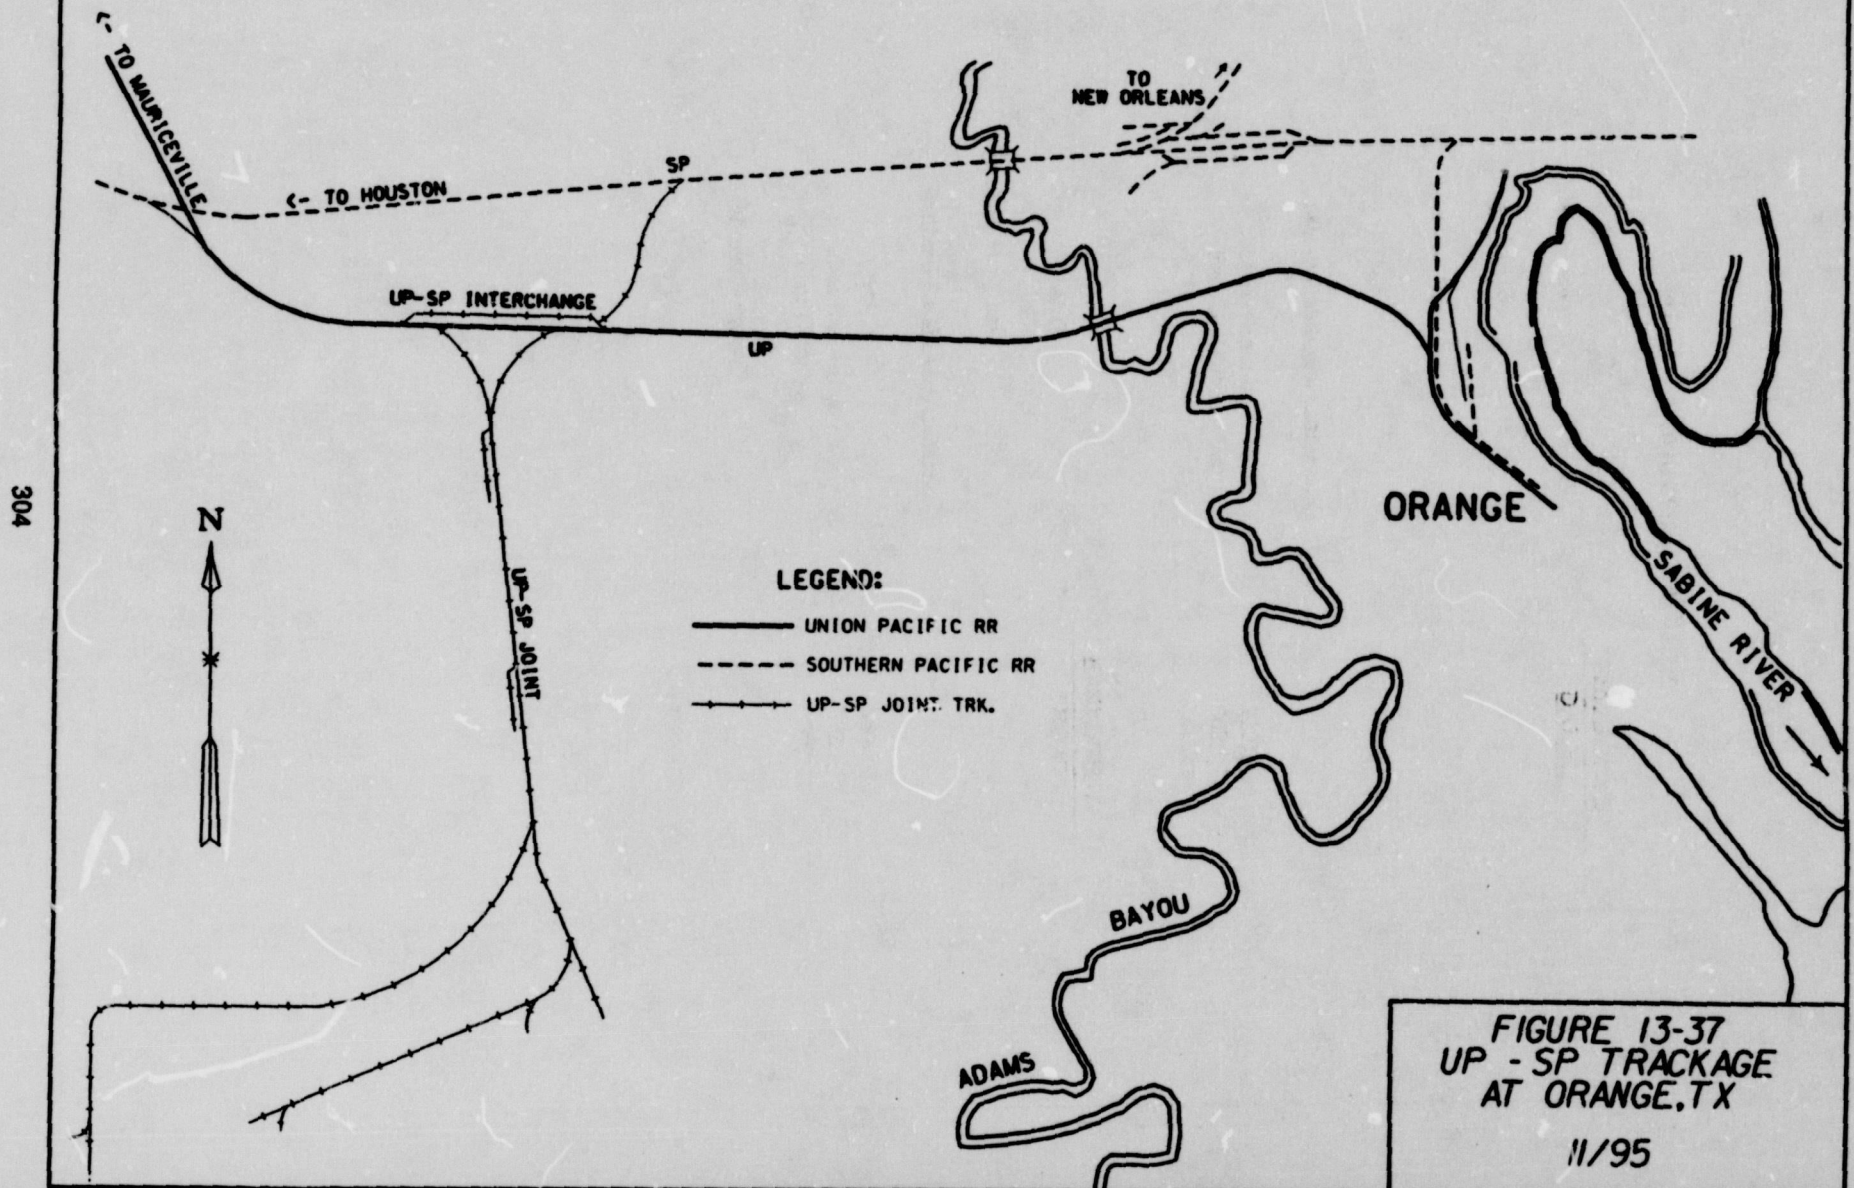 <- TO MAURICEVILLE
TO
NEW ORLEANS
SP
<- TO HOUSTON
UP-SP INTERCHANGE
UP
304
N
ORANGE
UP-SP JOINT
LEGEND:
UNION PACIFIC RR
SOUTHERN PACIFIC RR
UP-SP JOINT TRK.
SABINE RIVER
BAYOU
ADAMS
FIGURE 13-37
UP - SP TRACKAGE
AT ORANGE, TX
11/95